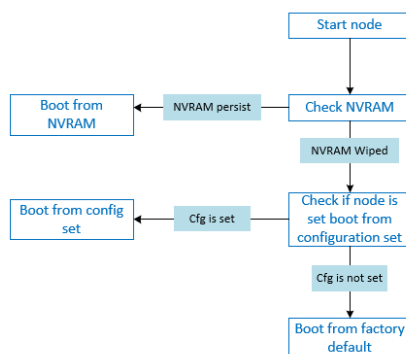 Start node
Boot from
NVRAM
NVRAM persist
Check NVRAM
NVRAM Wiped
Boot from config
set
Cfg is set
Check if node is
set boot from
configuration set
Cfg is not set
Boot from factory
default